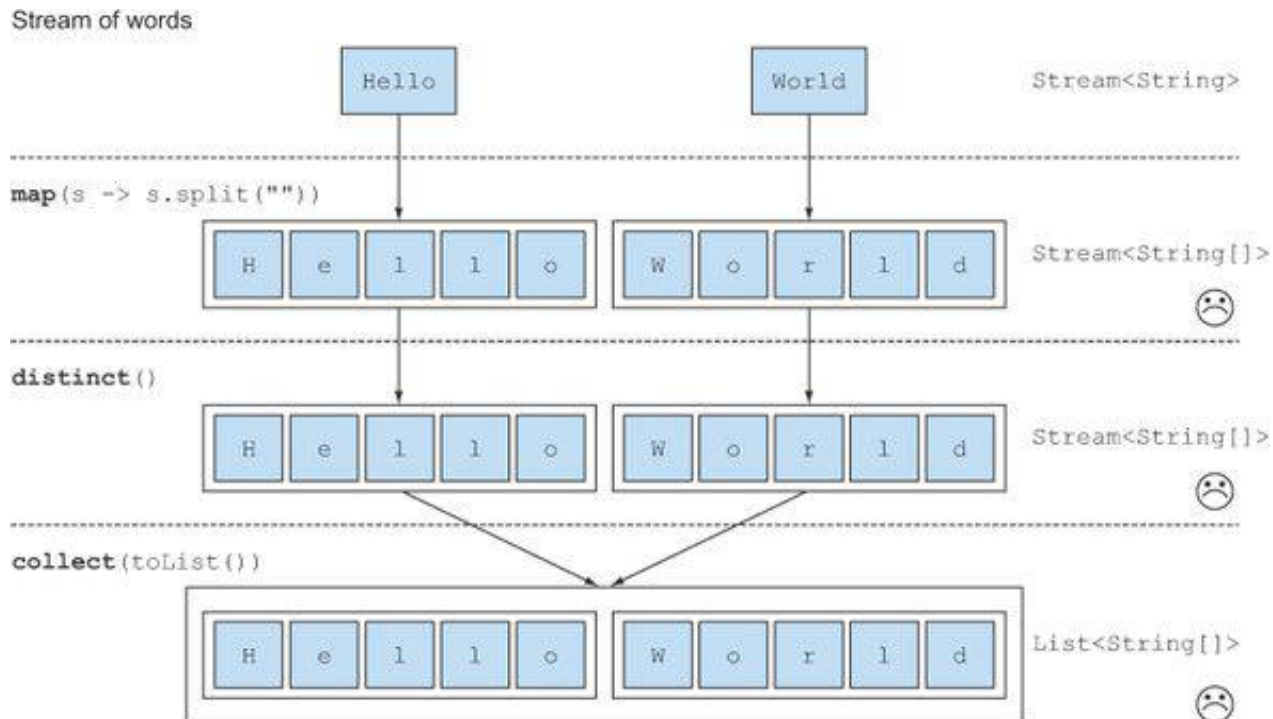 Stream of words
Hello World Stream<String>
map(s -> s.split(""))
H e l l o W o r l d Stream<String[]>
distinct()
H e l l o W o r l d Stream<String[]>
collect(toList())
H e l l o W o r l d List<String[]>